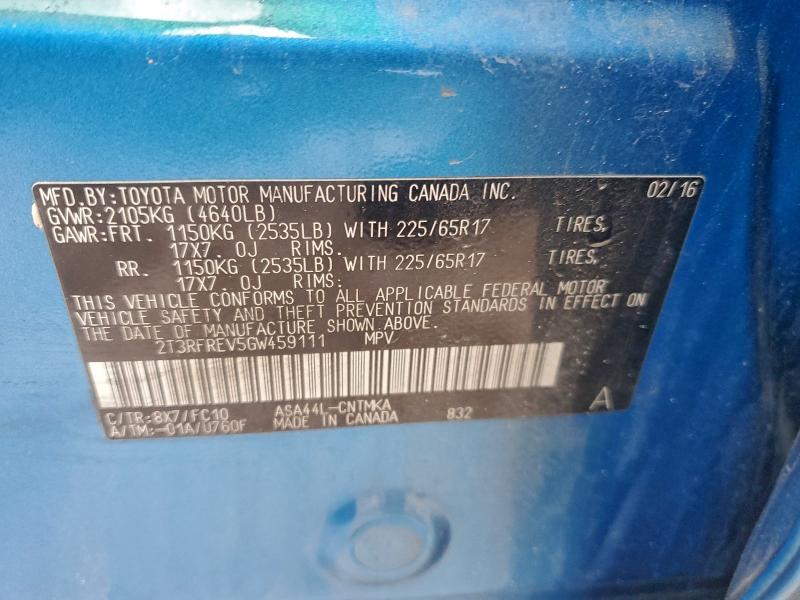 MFD.BY:TOYOTA MOTOR MANUFACTURING CANADA INC. 02/16
GVWR:2105KG (4640LB)
GAWR:FRT. 1150KG (2535LB) WITH 225/65R17 TIRES,
17X7.0J RIMS,
RR. 1150KG (2535LB) WITH 225/65R17 TIRES,
17X7.0J RIMS:
THIS VEHICLE CONFORMS TO ALL APPLICABLE FEDERAL MOTOR
VEHICLE SAFETY AND THEFT PREVENTION STANDARDS IN EFFECT ON
THE DATE OF MANUFACTURE SHOWN ABOVE.
2T3RFREV5GW459111 MPV
C/TR:8X7/FC10 ASA44L-CNTMKA 832 A
A/TM:-01A/U760F MADE IN CANADA